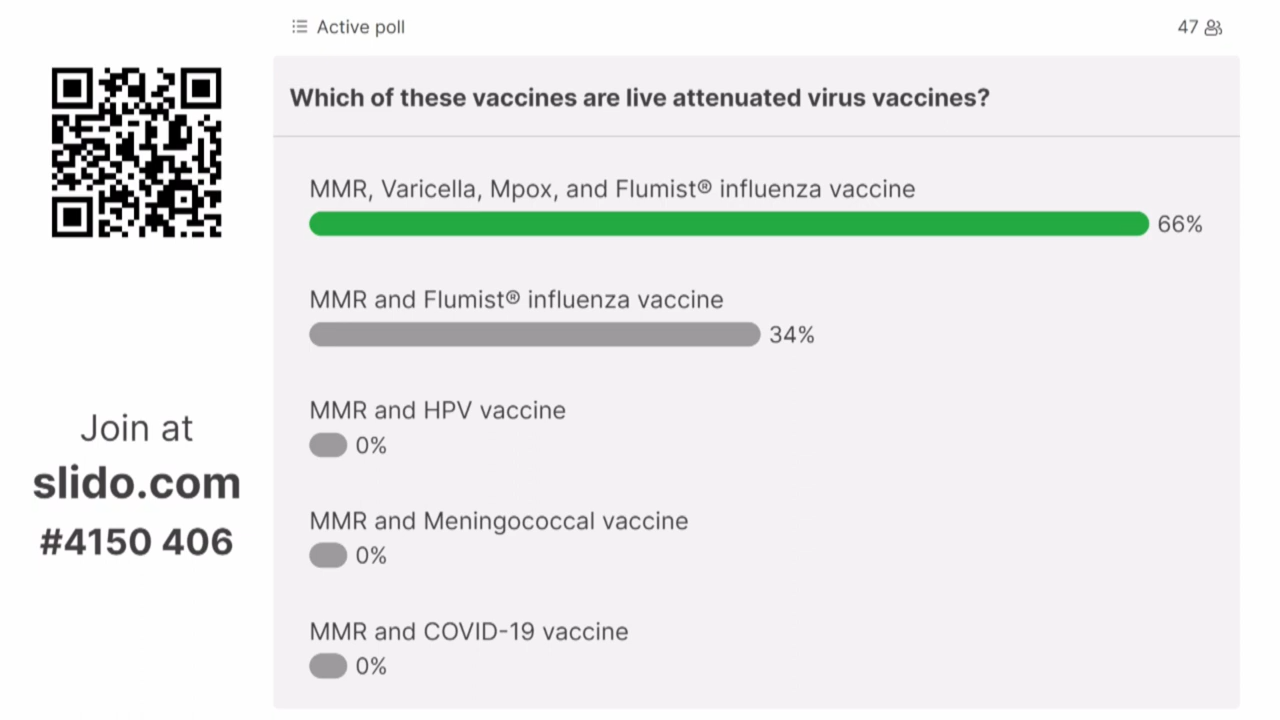 Active poll
47
Which of these vaccines are live attenuated virus vaccines?
MMR, Varicella, Mpox, and Flumist® influenza vaccine
66%
MMR and Flumist® influenza vaccine
34%
MMR and HPV vaccine
0%
MMR and Meningococcal vaccine
0%
MMR and COVID-19 vaccine
0%
Join at
slido.com
#4150 406